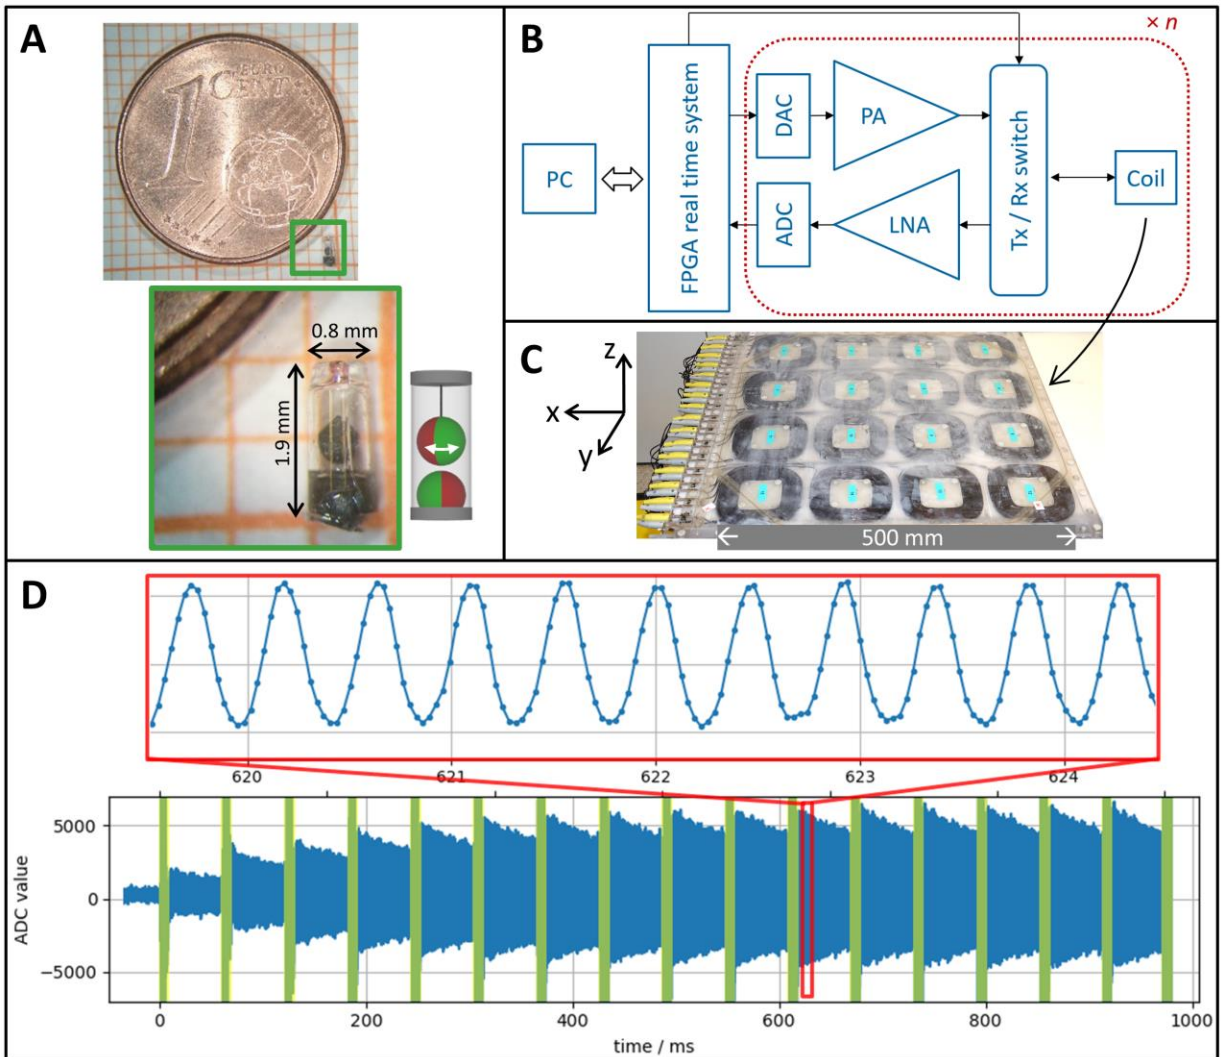 A
1
EURO
CENT
0.8 mm
1.9 mm
B
× n
PC
FPGA real time system
DAC
PA
ADC
LNA
Tx / Rx switch
Coil
C
z
x
y
500 mm
D
620 621 622 623 624
5000
0
−5000
ADC value
0 200 400 600 800 1000
time / ms